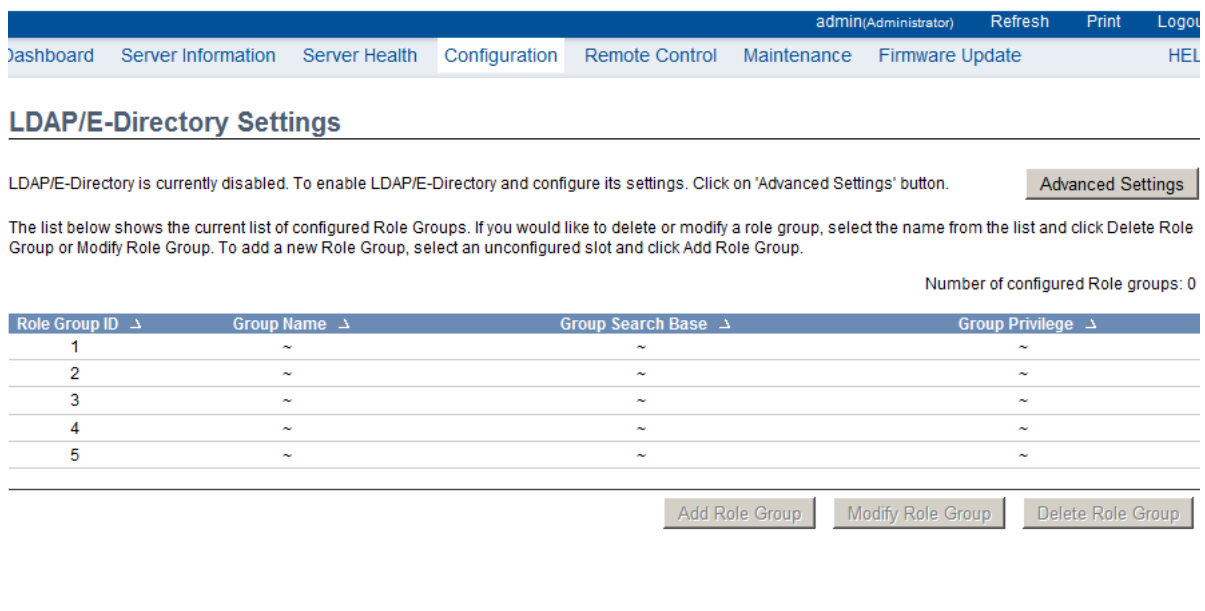 admin(Administrator) Refresh Print Logou
Dashboard Server Information Server Health Configuration Remote Control Maintenance Firmware Update HEL
LDAP/E-Directory Settings
LDAP/E-Directory is currently disabled. To enable LDAP/E-Directory and configure its settings. Click on 'Advanced Settings' button. Advanced Settings
The list below shows the current list of configured Role Groups. If you would like to delete or modify a role group, select the name from the list and click Delete Role
Group or Modify Role Group. To add a new Role Group, select an unconfigured slot and click Add Role Group.
Number of configured Role groups: 0
Role Group ID Group Name Group Search Base Group Privilege
1 ~ ~ ~
2 ~ ~ ~
3 ~ ~ ~
4 ~ ~ ~
5 ~ ~ ~
Add Role Group Modify Role Group Delete Role Group